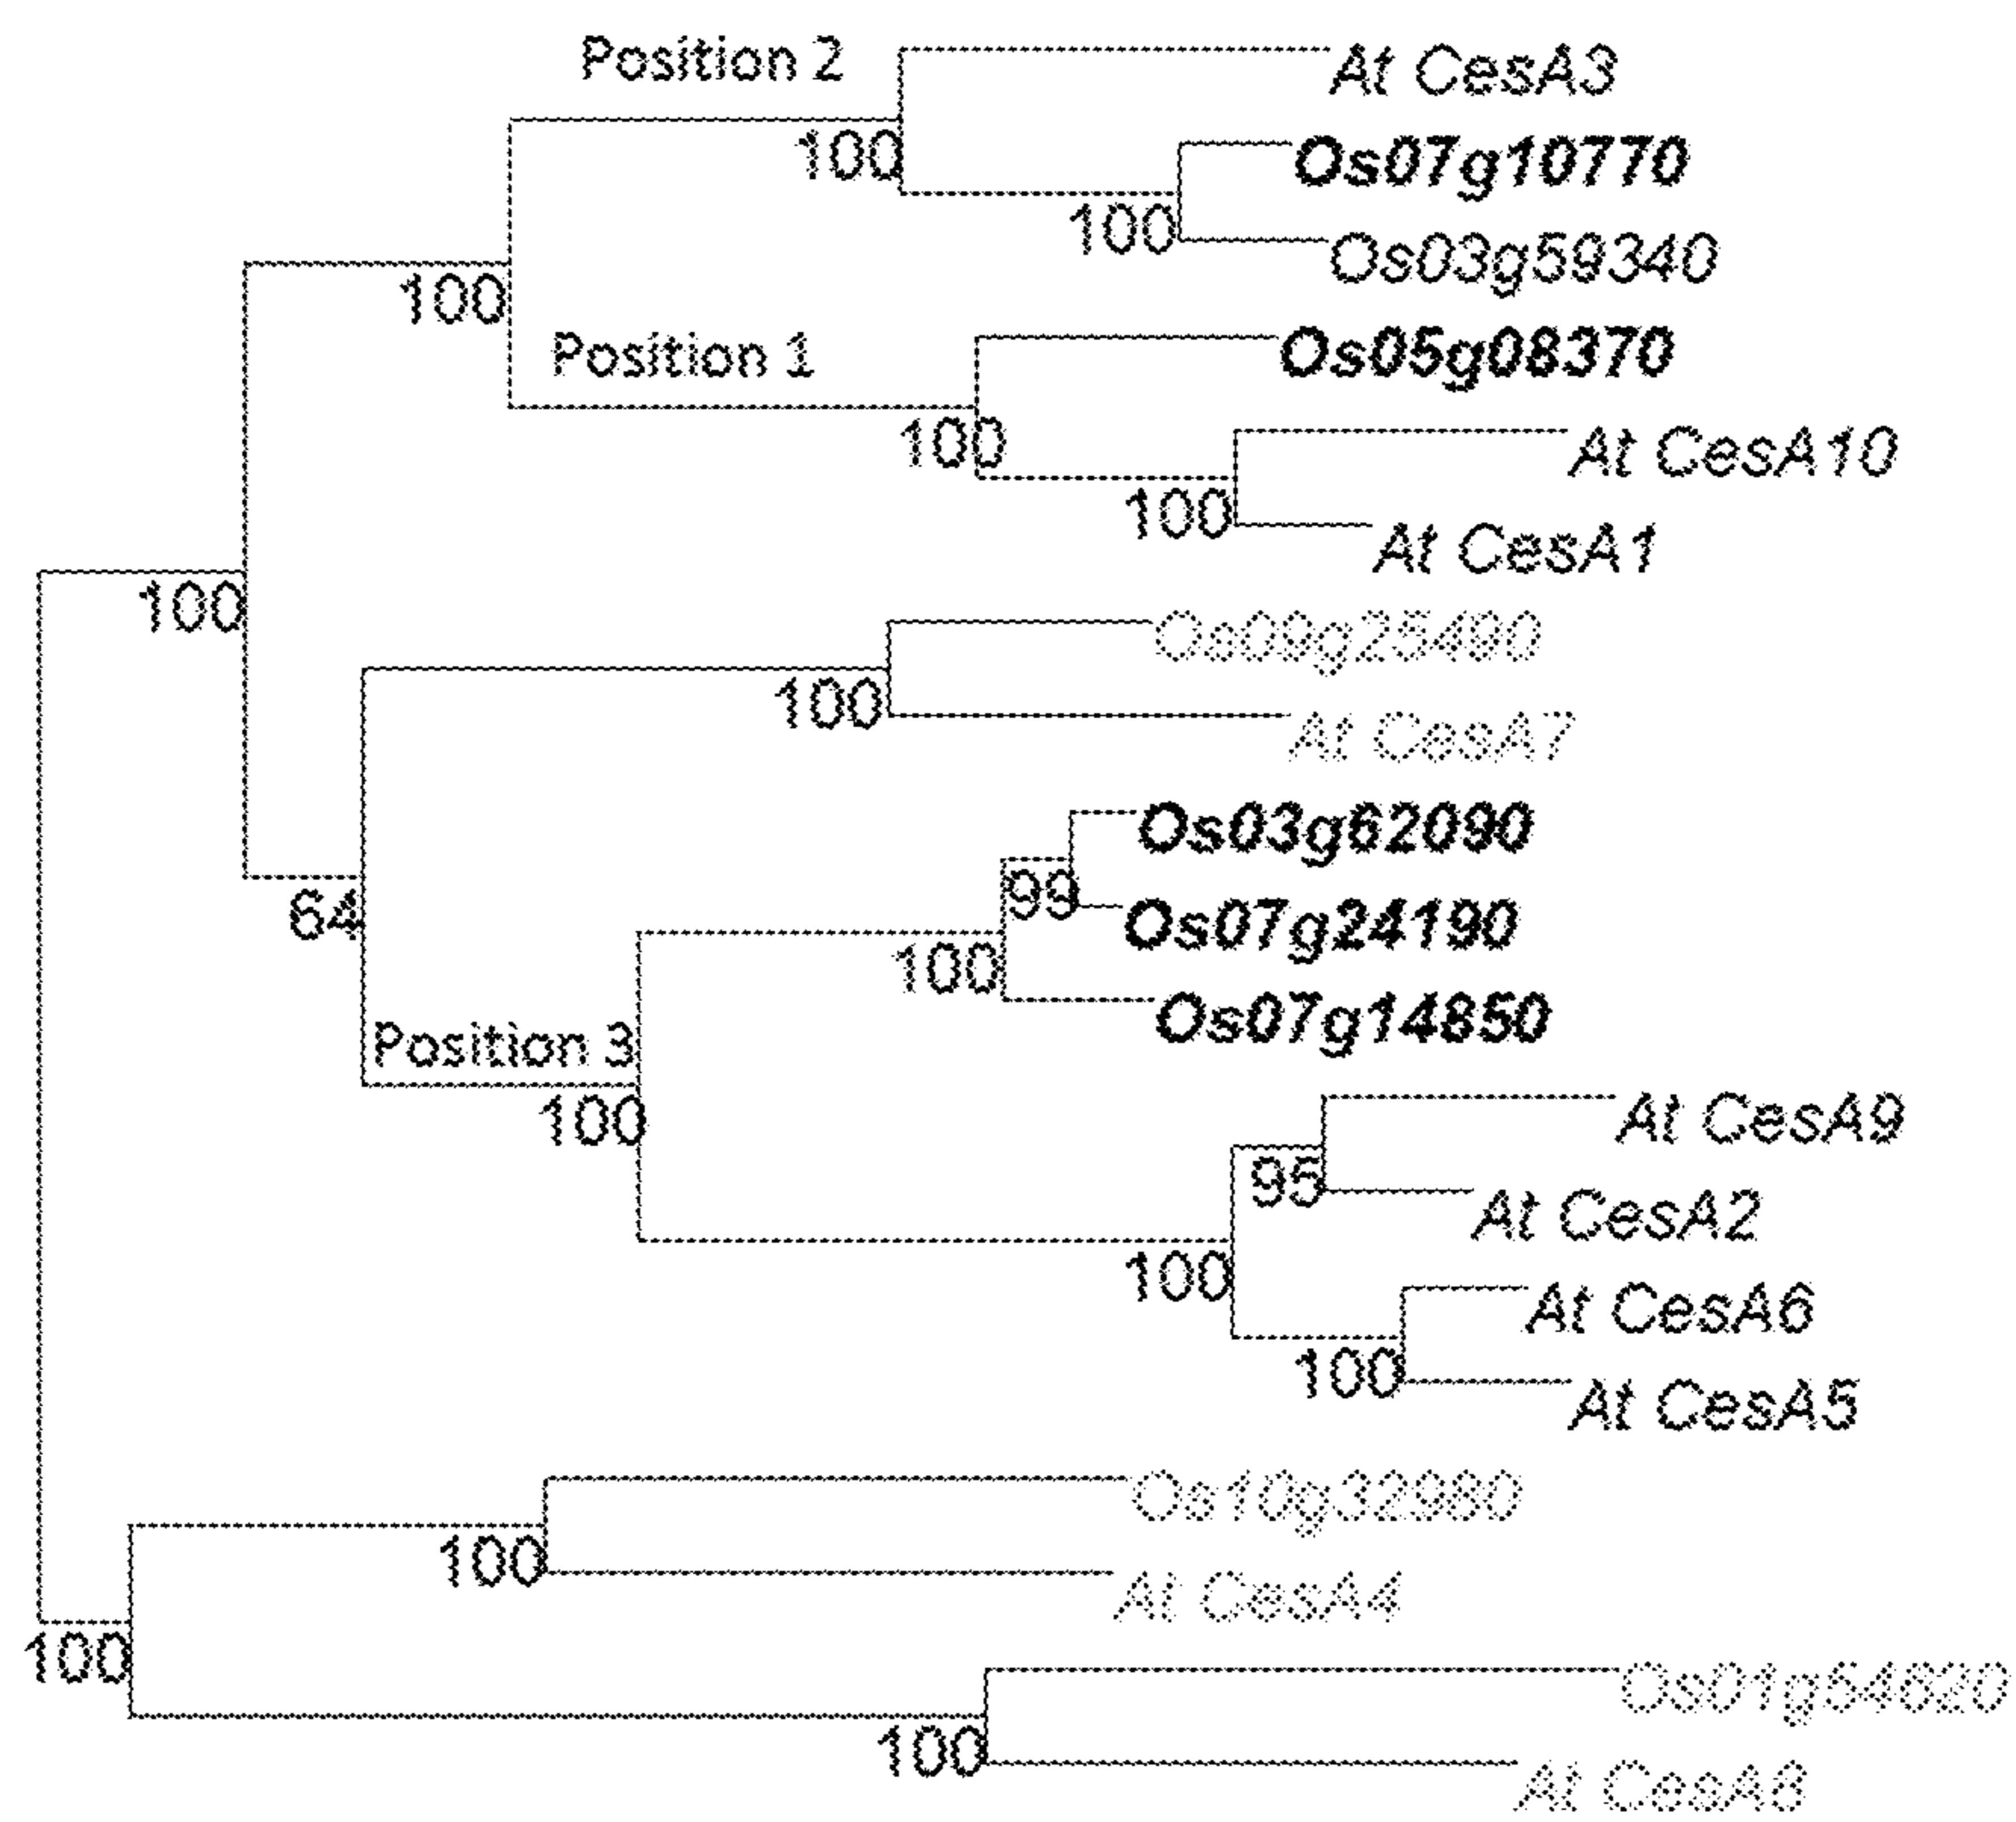 Position 2
At CesA3
100
Os07g10770
100
Os03g59340
100
Position 1
Os05g08370
100
At CesA10
100
At CesA1
100
Os09g25490
100
At CesA7
Os03g62090
99
64
Os07g24190
100
Os07g14850
Position 3
100
At CesA9
95
At CesA2
100
At CesA6
100
At CesA5
Os10g32980
100
At CesA4
100
Os01g54620
100
At CesA8